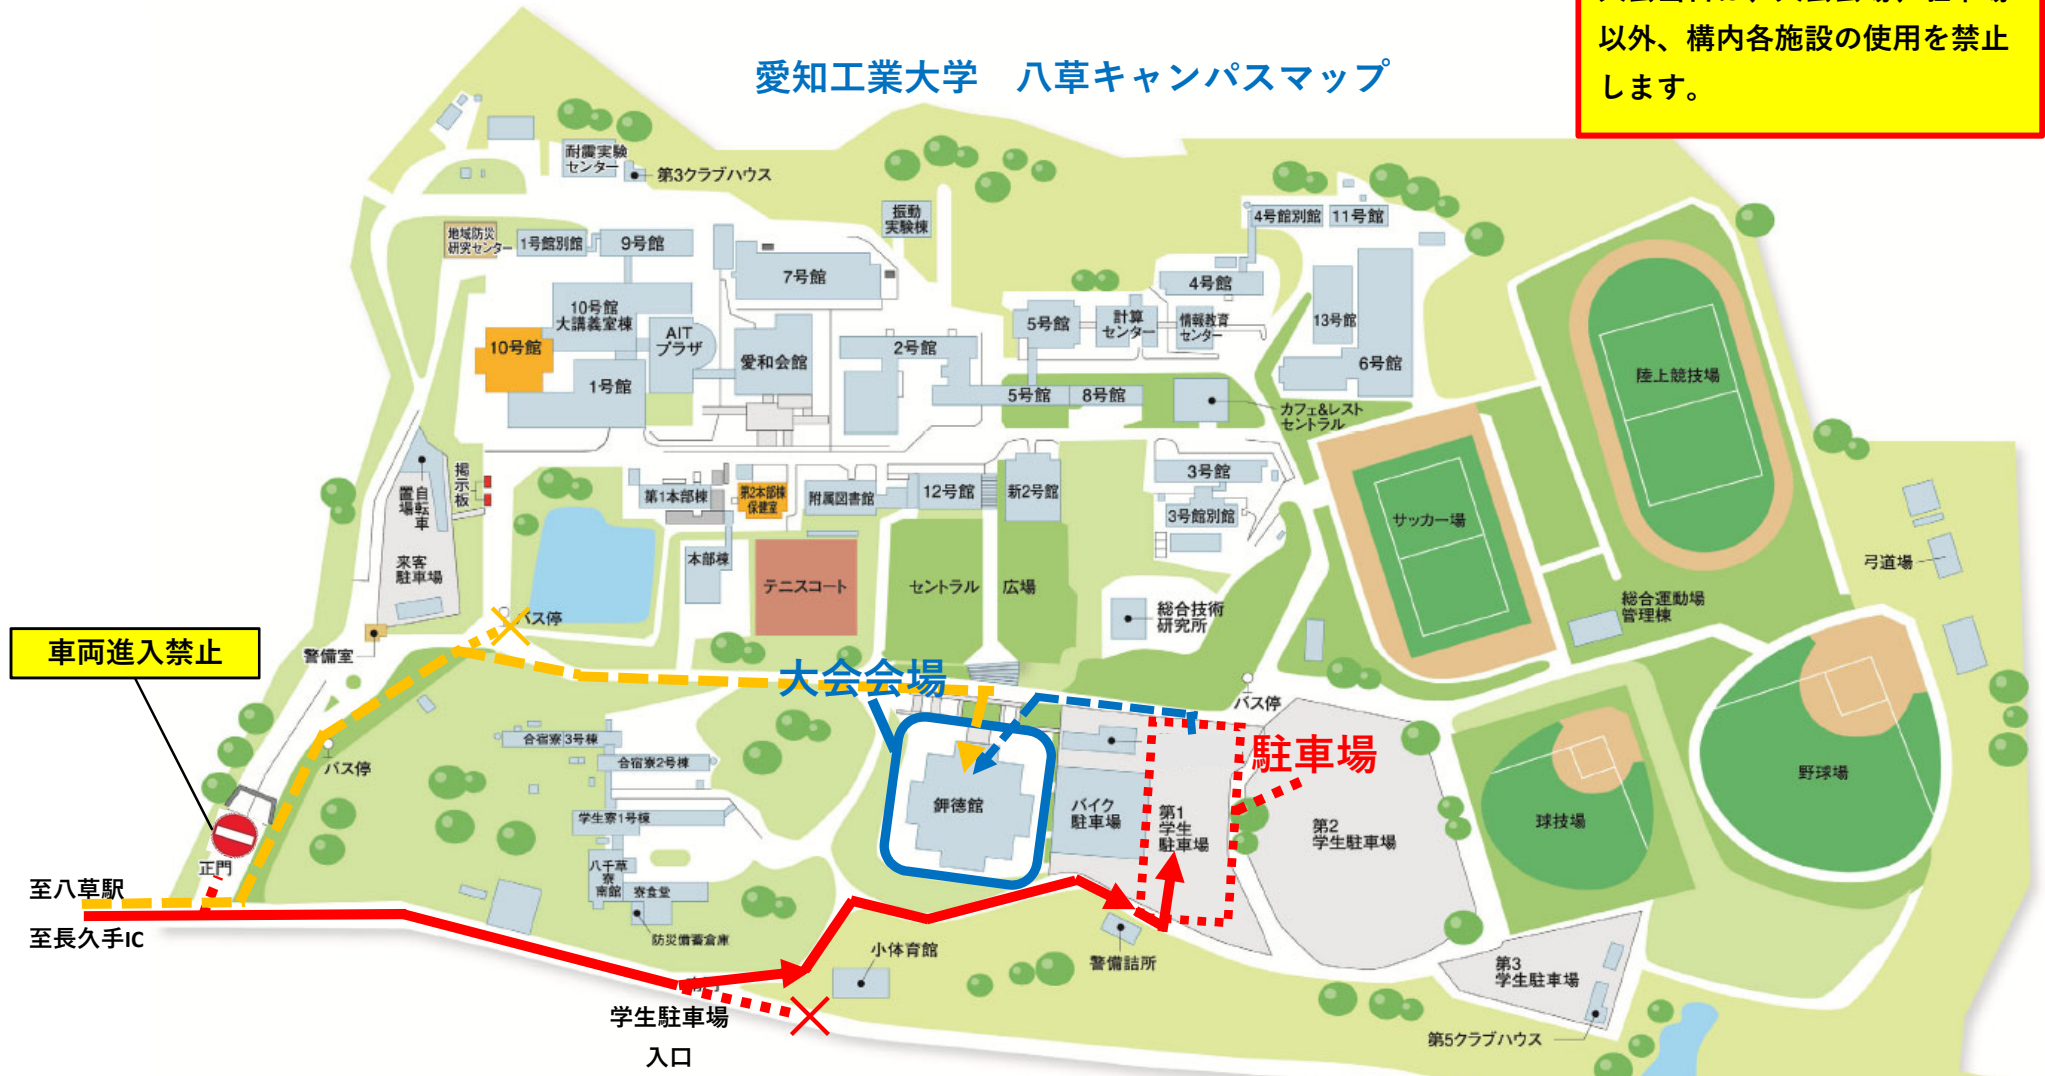 以外、構内各施設の使用を禁止
します。
愛知工業大学　八草キャンパスマップ
耐震実験
センター
第3クラブハウス
振動
実験棟
4号館別館
11号館
地域防災
研究センター
1号館別館
9号館
7号館
4号館
10号館
大講義室棟
AIT
プラザ
5号館
計算
センター
情報教育
センター
13号館
10号館
愛和会館
2号館
6号館
1号館
5号館
8号館
カフェ&レスト
セントラル
陸上競技場
掲示板
自転車
置場
第1本部棟
第2本部棟
保健室
附属図書館
12号館
新2号館
3号館
3号館別館
サッカー場
弓道場
来客
駐車場
本部棟
テニスコート
セントラル　広場
総合技術
研究所
総合運動場
管理棟
バス停
車両進入禁止
警備室
大会会場
バス停
バス停
合宿寮3号棟
合宿寮2号棟
駐車場
野球場
鉀徳館
バイク
駐車場
第1
学生
駐車場
第2
学生駐車場
球技場
学生寮1号棟
正門
八千草
寮
南館
寮食堂
至八草駅
至長久手IC
防災備蓄倉庫
小体育館
警備詰所
第3
学生駐車場
学生駐車場
入口
第5クラブハウス